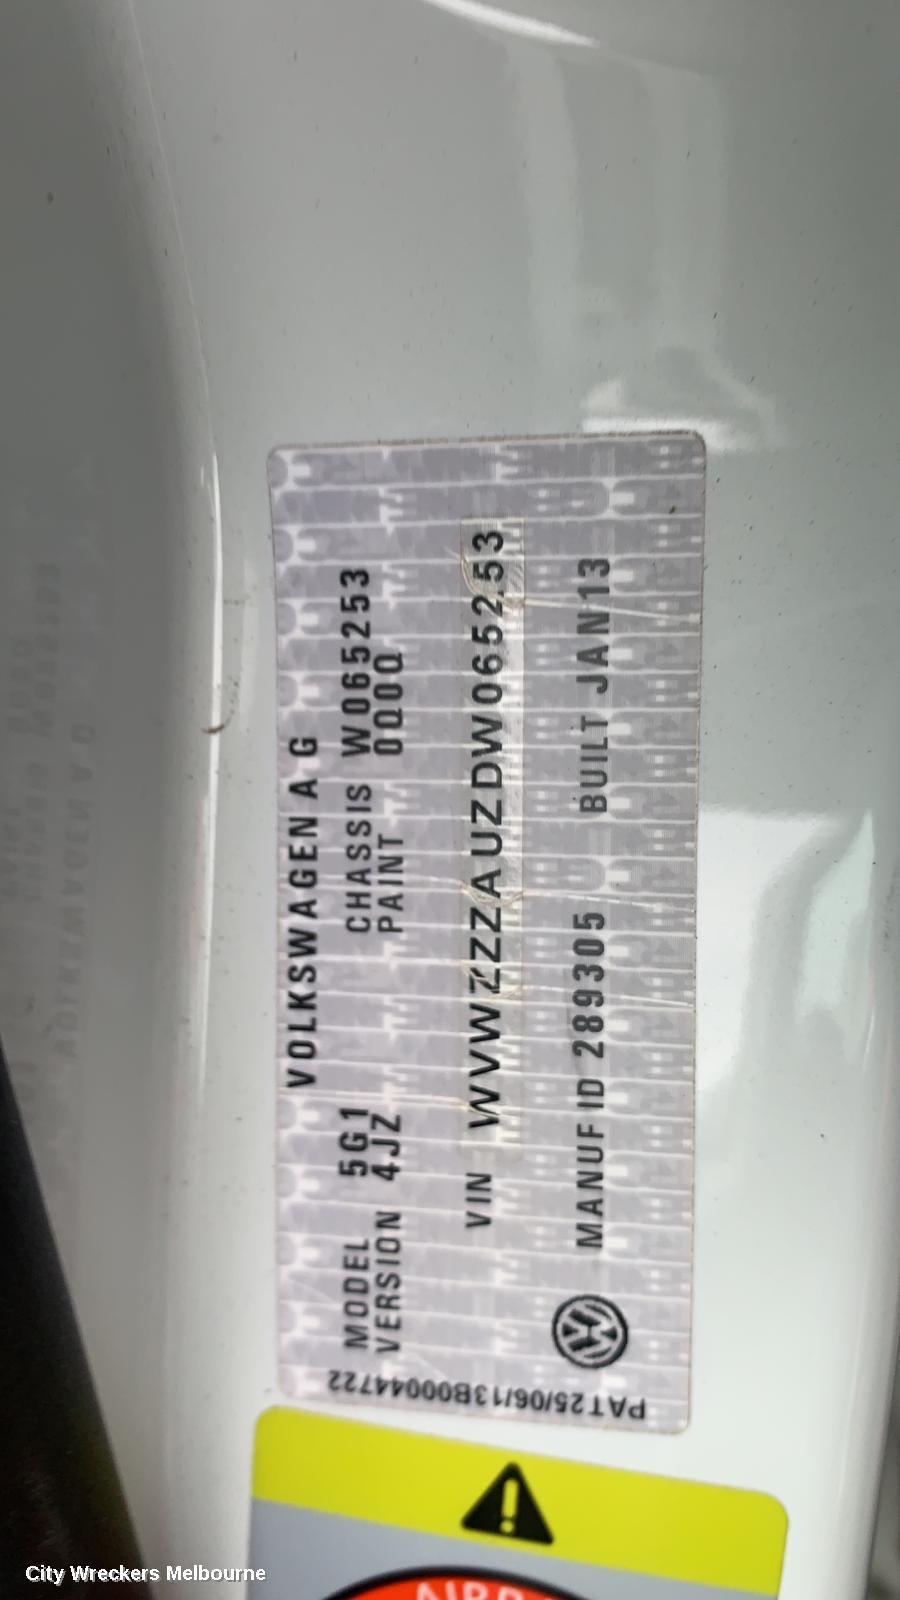 VOLKSWAGEN AG
MODEL 5G1 CHASSIS W065253
VERSION 4JZ PAINT 0Q0Q
VIN WVWZZZAUZDW065253
MANUF ID 289305 BUILT JAN13
PAT25/06/13B00044722
City Wreckers Melbourne